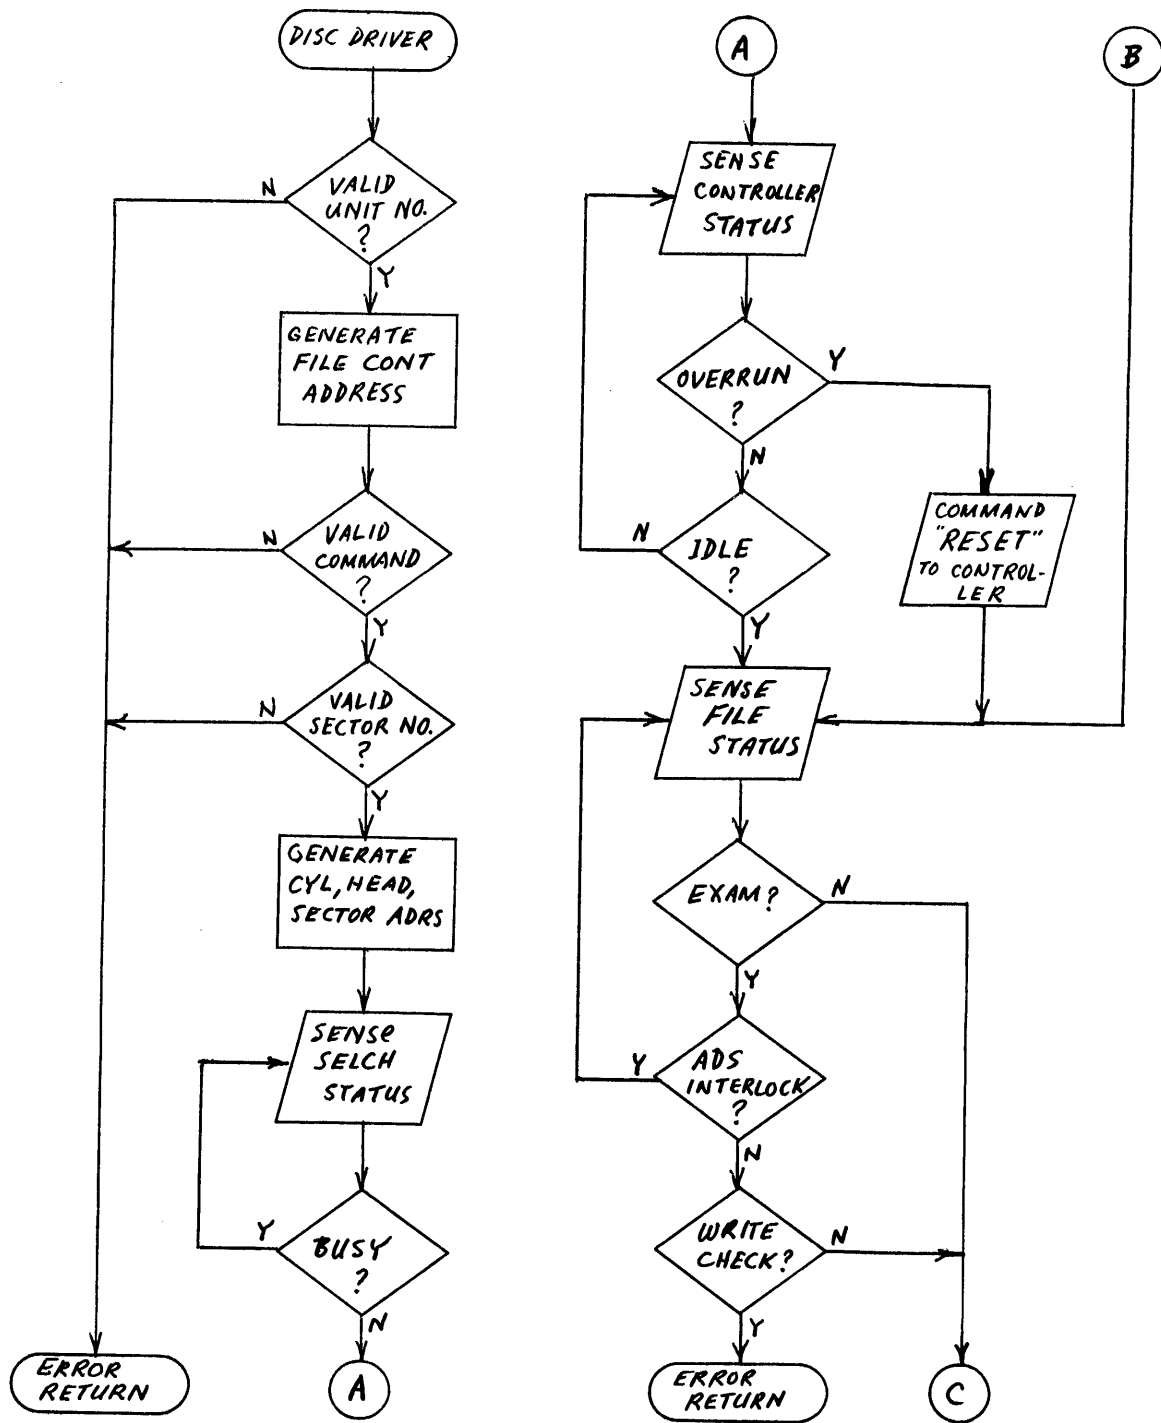 DISC DRIVER
N
VALID
UNIT NO.
?
Y
GENERATE
FILE CONT
ADDRESS
N
VALID
COMMAND
?
Y
N
VALID
SECTOR NO.
?
Y
GENERATE
CYL, HEAD,
SECTOR ADRS
SENSe
SELCH
STATUS
Y
BUSY
?
N
ERROR
RETURN
A
A
SENSE
CONTROLLER
STATUS
OVERRUN
?
Y
N
N
IDLE
?
Y
COMMAND
"RESET"
TO CONTROL-
LER
SENSE
FILE
STATUS
EXAM?
N
Y
Y
ADS
INTERLOCK
?
N
WRITE
CHECK?
N
Y
ERROR
RETURN
C
B